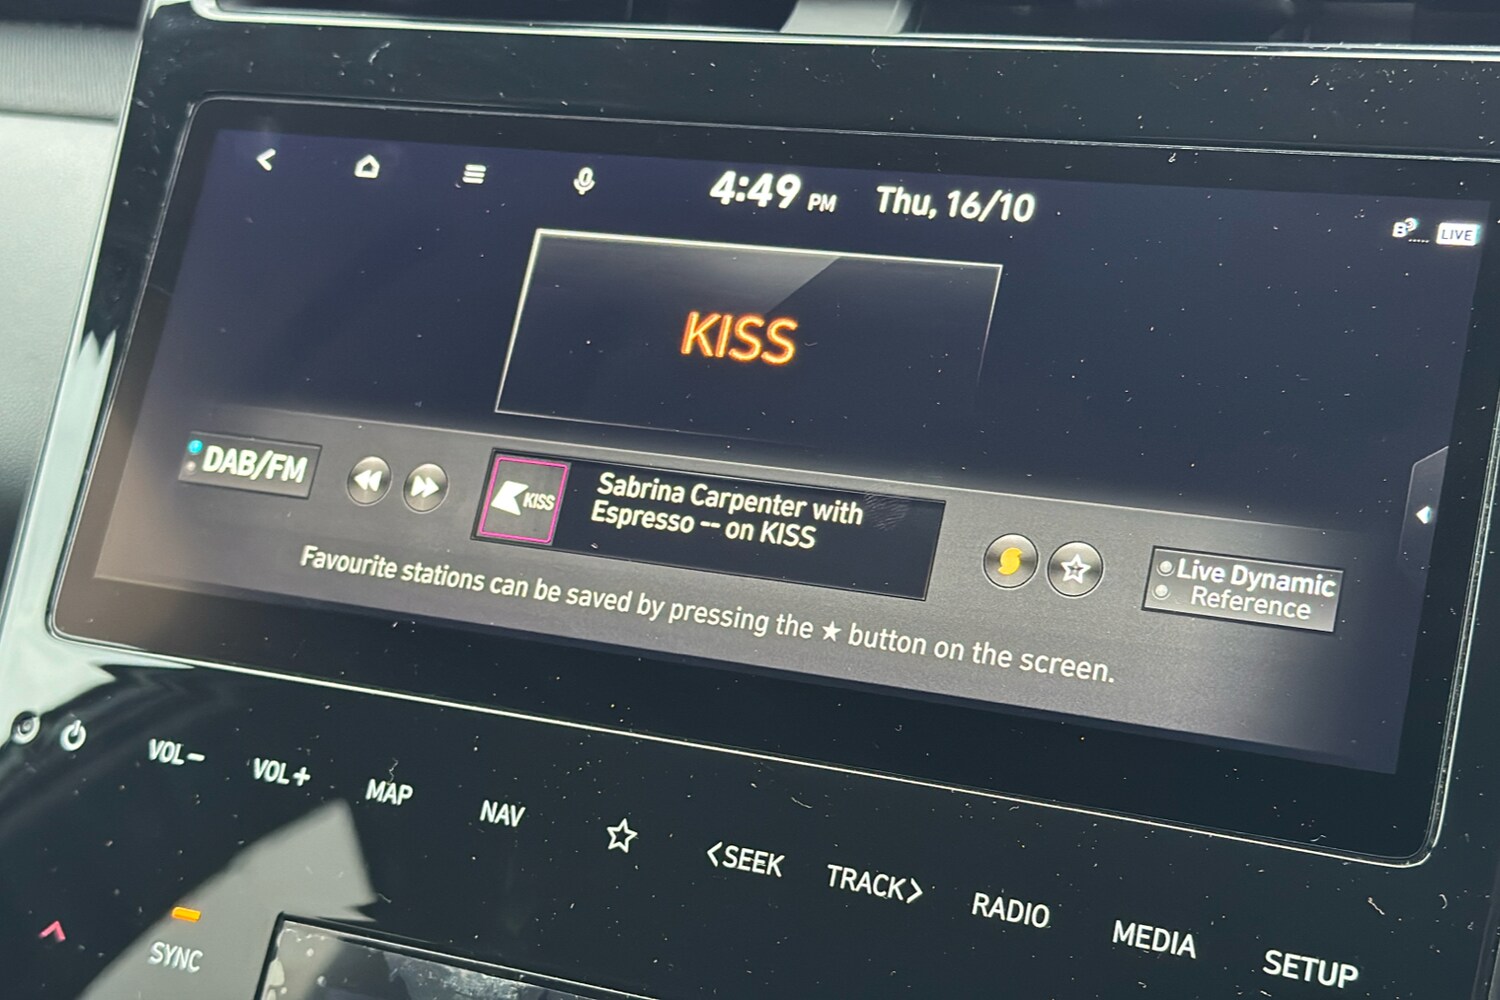 4:49 PM Thu, 16/10
LIVE
KISS
DAB/FM
KISS
Sabrina Carpenter with
Espresso -- on KISS
Live Dynamic
Reference
Favourite stations can be saved by pressing the ★ button on the screen.
VOL−
VOL+
MAP
NAV
<SEEK
TRACK>
RADIO
MEDIA
SETUP
SYNC